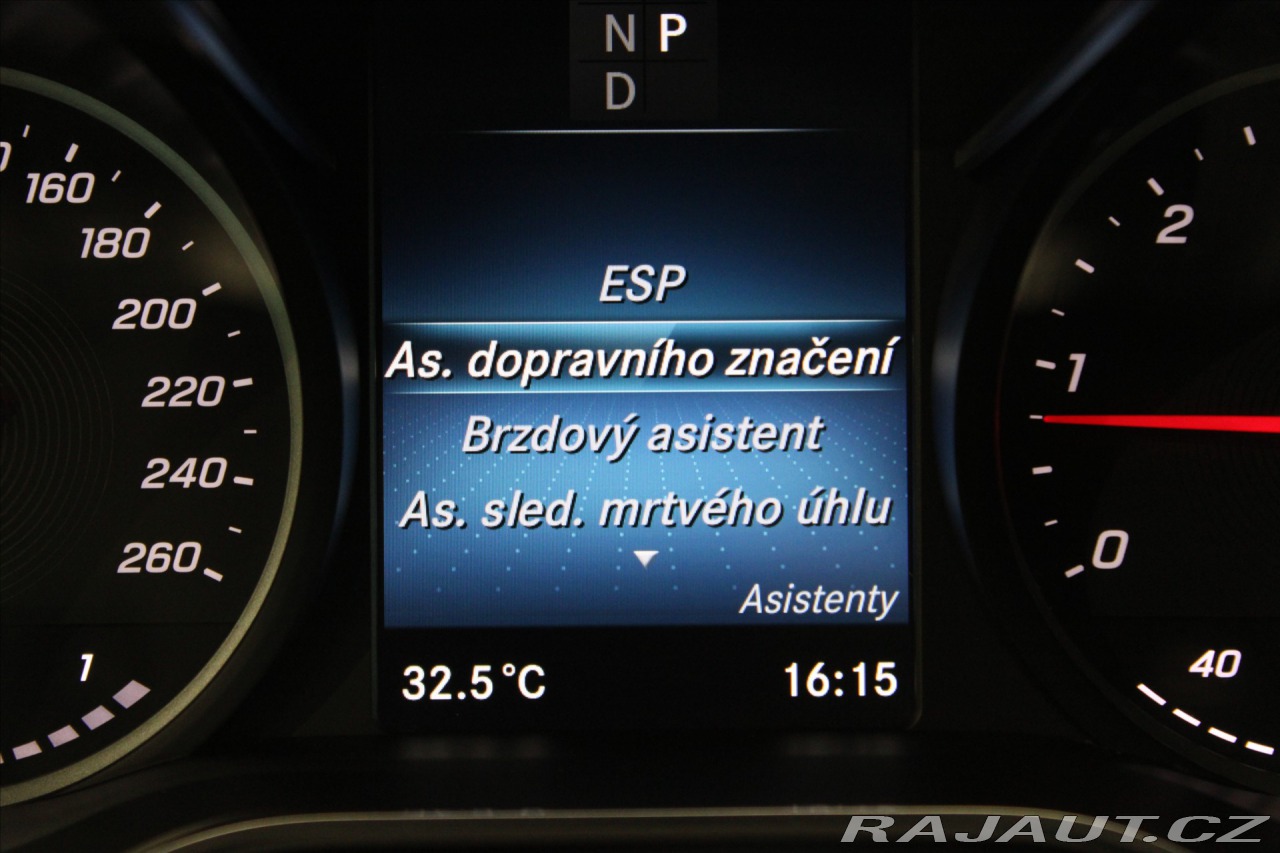 N P
D
160
180
200
220
240
260
1
ESP
As. dopravního značení
Brzdový asistent
As. sled. mrtvého úhlu
Asistenty
32.5°C 16:15
2
1
0
40
RAJAUT.CZ